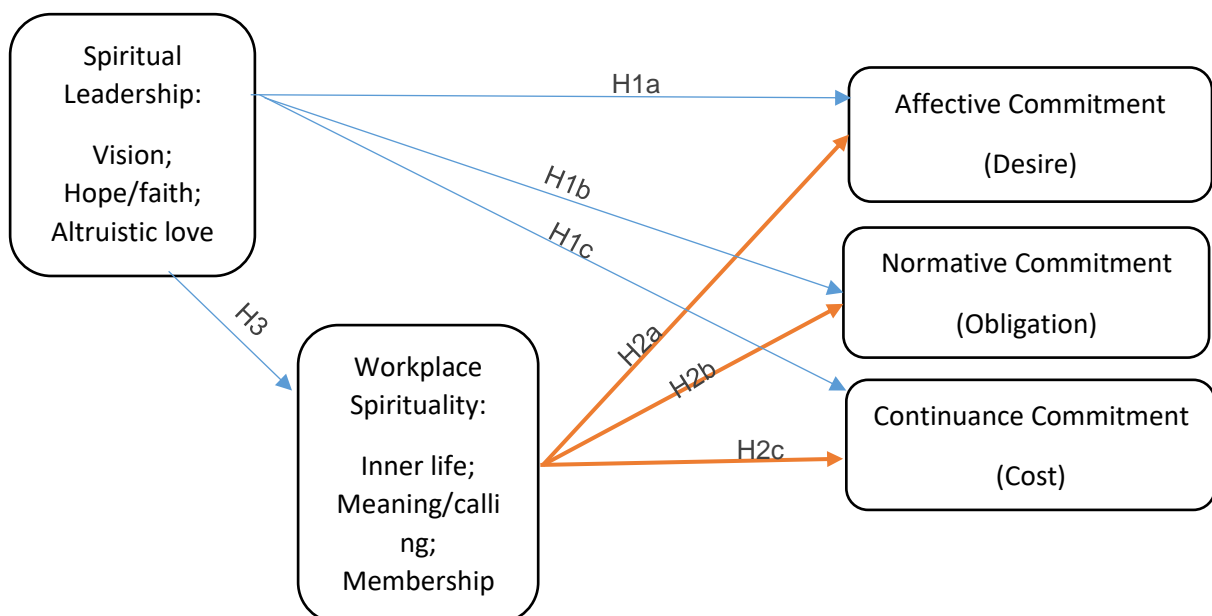 Spiritual
Leadership:
Vision;
Hope/faith;
Altruistic love
H1a
H1b
H1c
H3
Affective Commitment
(Desire)
Normative Commitment
(Obligation)
Workplace
Spirituality:
Inner life;
Meaning/calli
ng;
Membership
H2a
H2b
H2c
Continuance Commitment
(Cost)